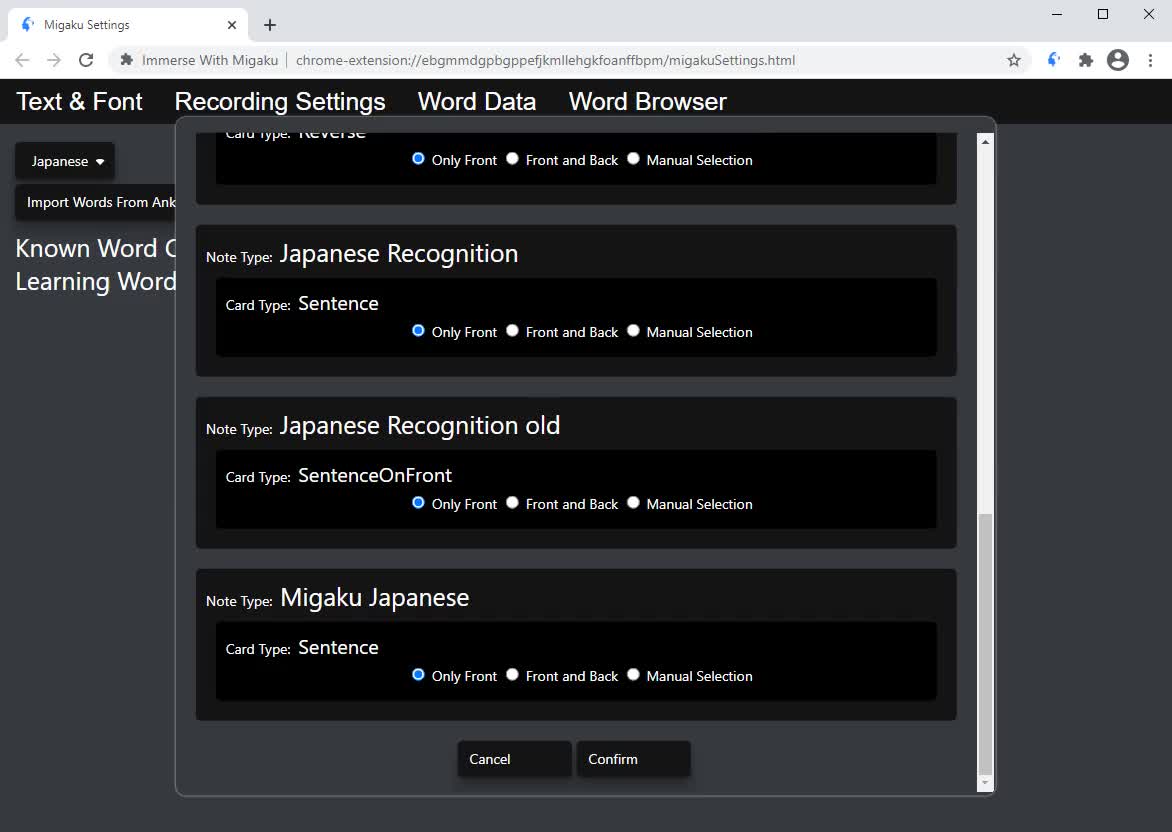 Migaku Settings
Immerse With Migaku | chrome-extension://ebgmmdgpbgppefjkmllehgkfoanffbpm/migakuSettings.html
Text & Font Recording Settings Word Data Word Browser
Card Type: Reverse
Only Front Front and Back Manual Selection
Japanese
Import Words From Ank
Known Word C
Learning Word
Note Type: Japanese Recognition
Card Type: Sentence
Only Front Front and Back Manual Selection
Note Type: Japanese Recognition old
Card Type: SentenceOnFront
Only Front Front and Back Manual Selection
Note Type: Migaku Japanese
Card Type: Sentence
Only Front Front and Back Manual Selection
Cancel Confirm